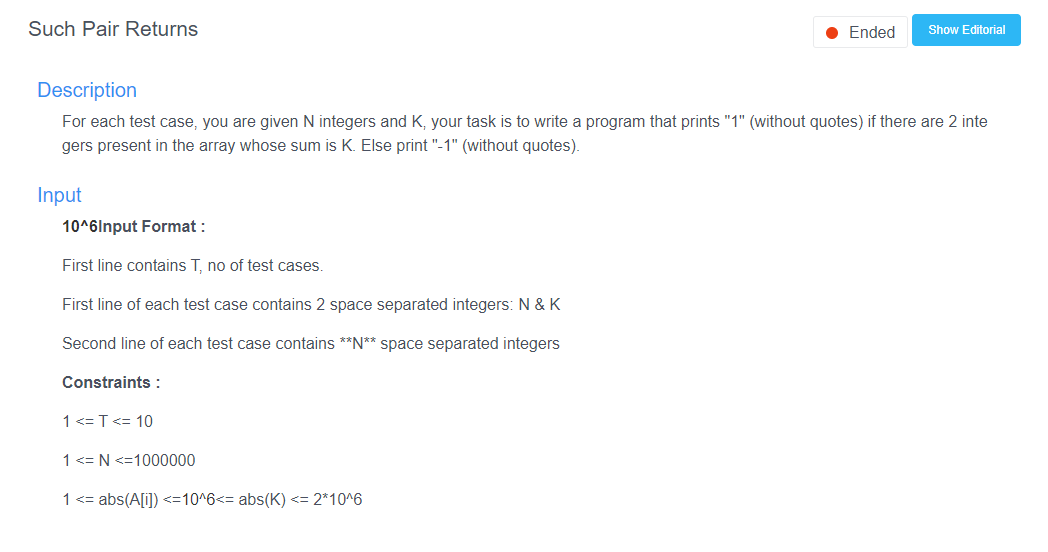 Such Pair Returns
Ended
Show Editorial
Description
For each test case, you are given N integers and K, your task is to write a program that prints "1" (without quotes) if there are 2 inte
gers present in the array whose sum is K. Else print "-1" (without quotes).
Input
10^6Input Format :
First line contains T, no of test cases.
First line of each test case contains 2 space separated integers: N & K
Second line of each test case contains **N** space separated integers
Constraints :
1 <= T <= 10
1 <= N <=1000000
1 <= abs(A[i]) <=10^6<= abs(K) <= 2*10^6